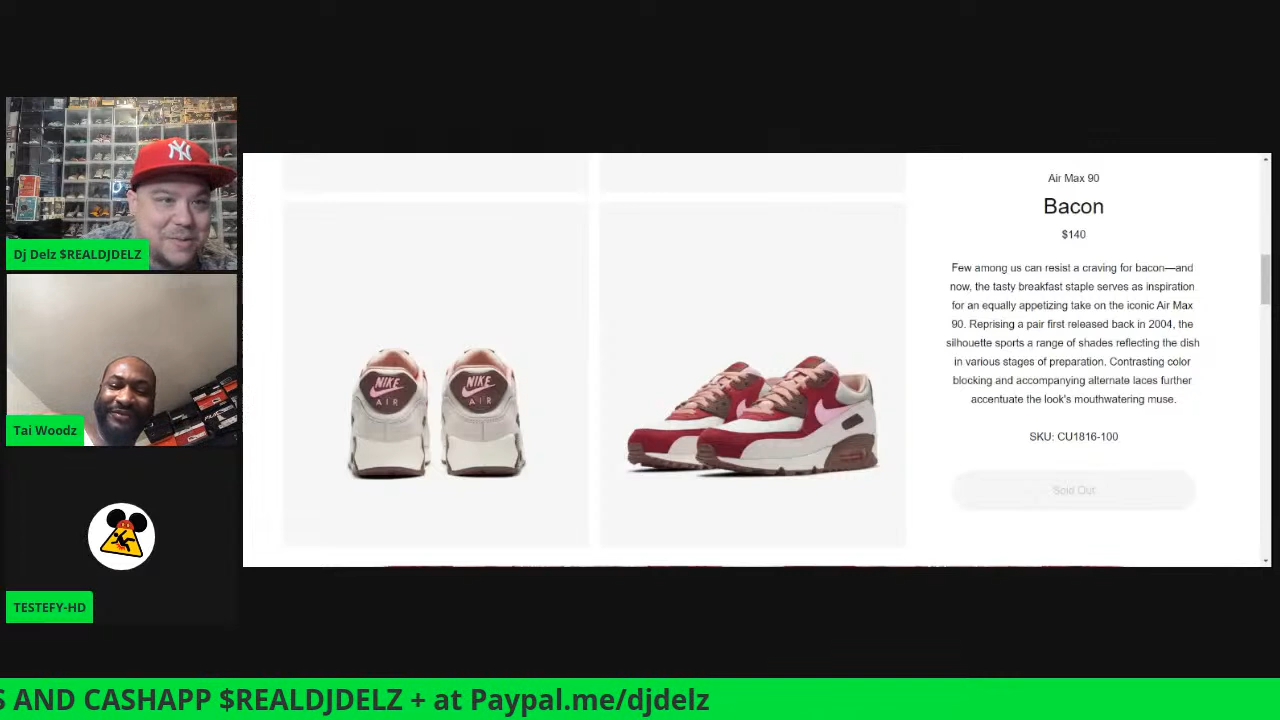 NY
Dj Delz $REALDJDELZ
Tai Woodz
TESTEFY-HD
NIKE
AIR
NIKE
AIR
Air Max 90
Bacon
$140
Few among us can resist a craving for bacon—and
now, the tasty breakfast staple serves as inspiration
for an equally appetizing take on the iconic Air Max
90. Reprising a pair first released back in 2004, the
silhouette sports a range of shades reflecting the dish
in various stages of preparation. Contrasting color
blocking and accompanying alternate laces further
accentuate the look's mouthwatering muse.
SKU: CU1816-100
Sold Out
S AND CASHAPP $REALDJDELZ + at Paypal.me/djdelz